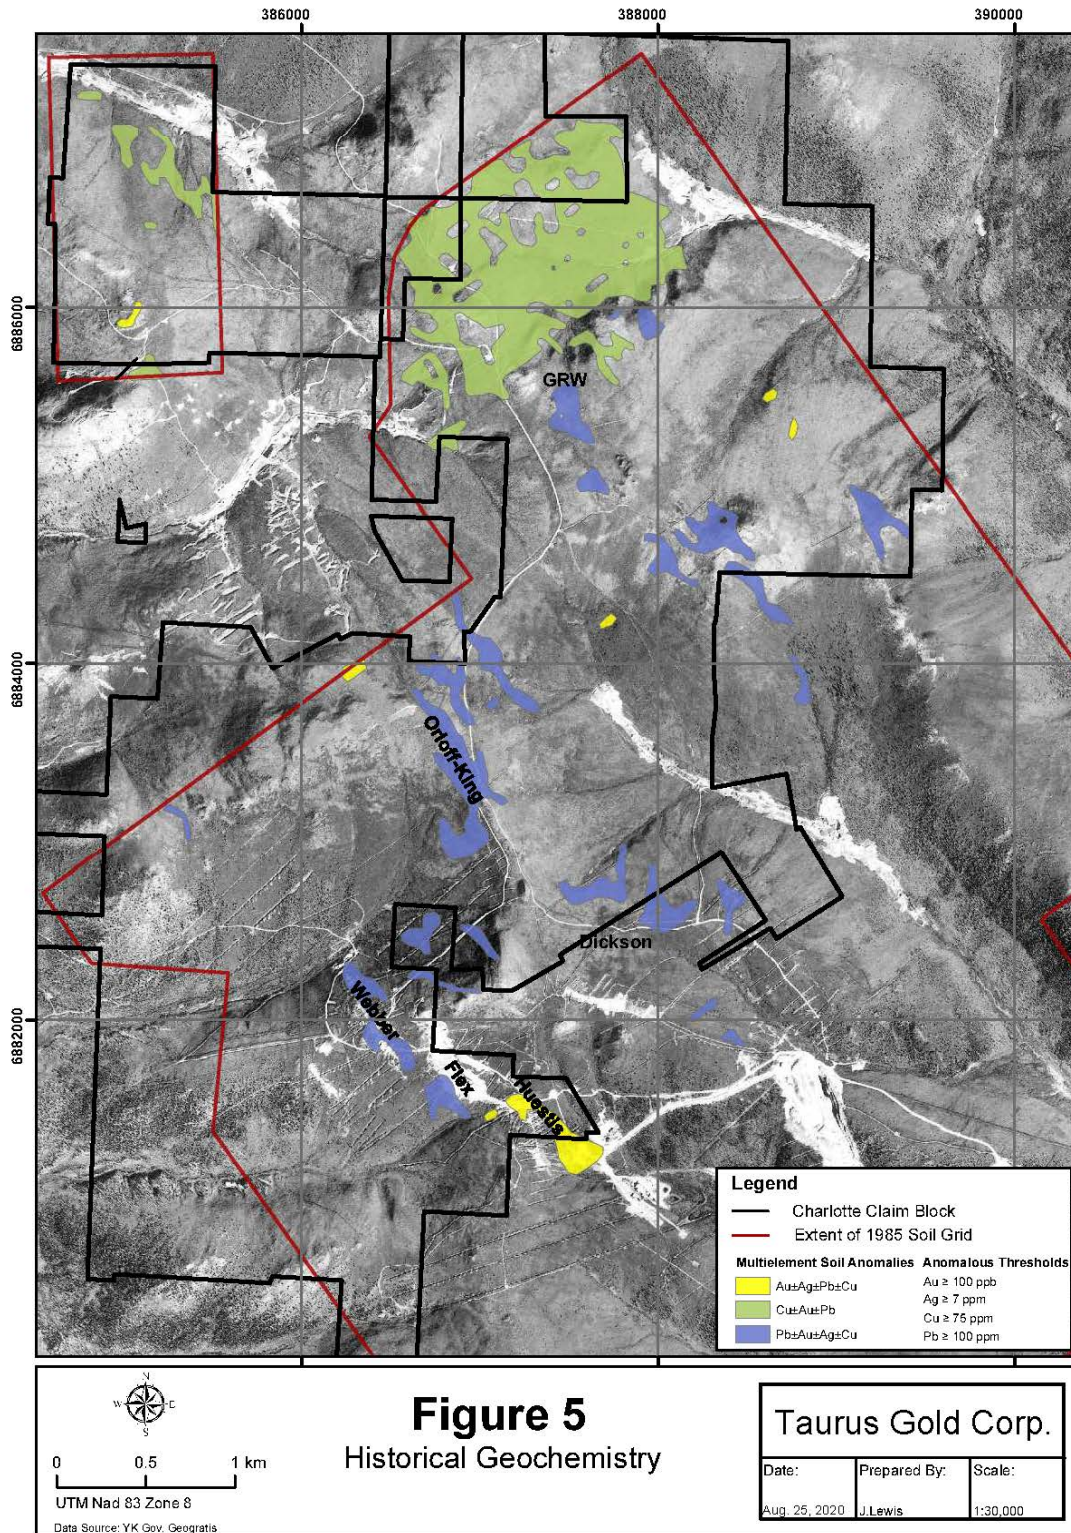 386000
388000
390000
6886000
GRW
6884000
Orloff-King
Dickson
6882000
Webber
Flex
Huestis
Legend
Charlotte Claim Block
Extent of 1985 Soil Grid
Multielement Soil Anomalies Anomalous Thresholds
Au±Ag±Pb±Cu
Cu±Au±Pb
Pb±Au±Ag±Cu
Au ≥ 100 ppb
Ag ≥ 7 ppm
Cu ≥ 75 ppm
Pb ≥ 100 ppm
N
W E
S
0 0.5 1 km
UTM Nad 83 Zone 8
Data Source: YK Gov, Geogratis
Figure 5
Historical Geochemistry
Taurus Gold Corp.
Date: Prepared By: Scale:
Aug. 25, 2020 J.Lewis 1:30,000